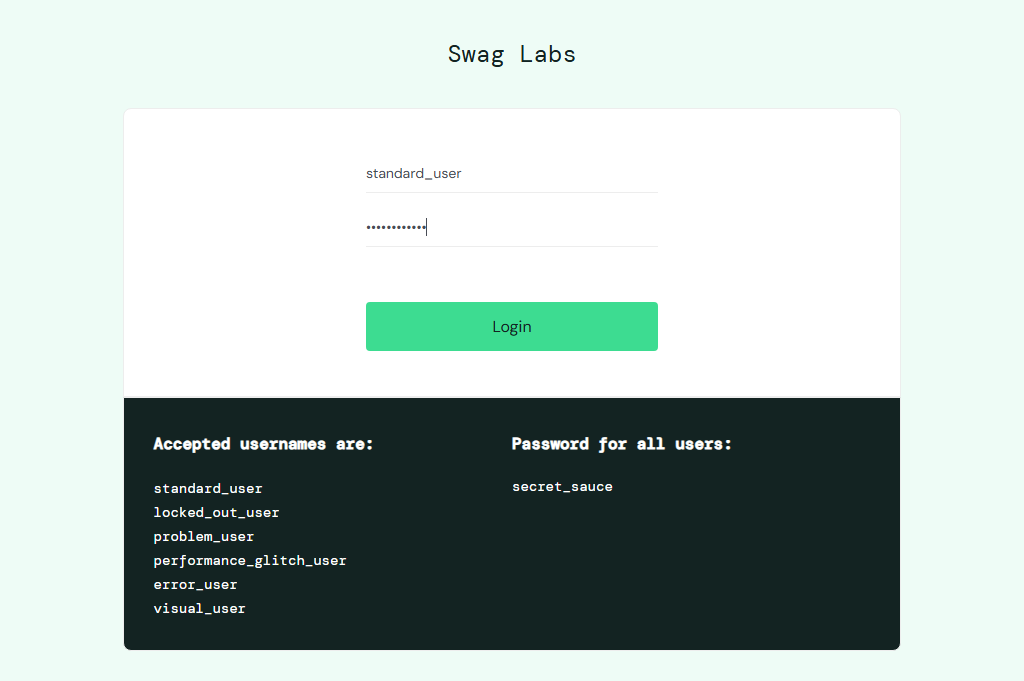 Swag Labs
standard_user
••••••••••••
Login
Accepted usernames are:
standard_user
locked_out_user
problem_user
performance_glitch_user
error_user
visual_user
Password for all users:
secret_sauce